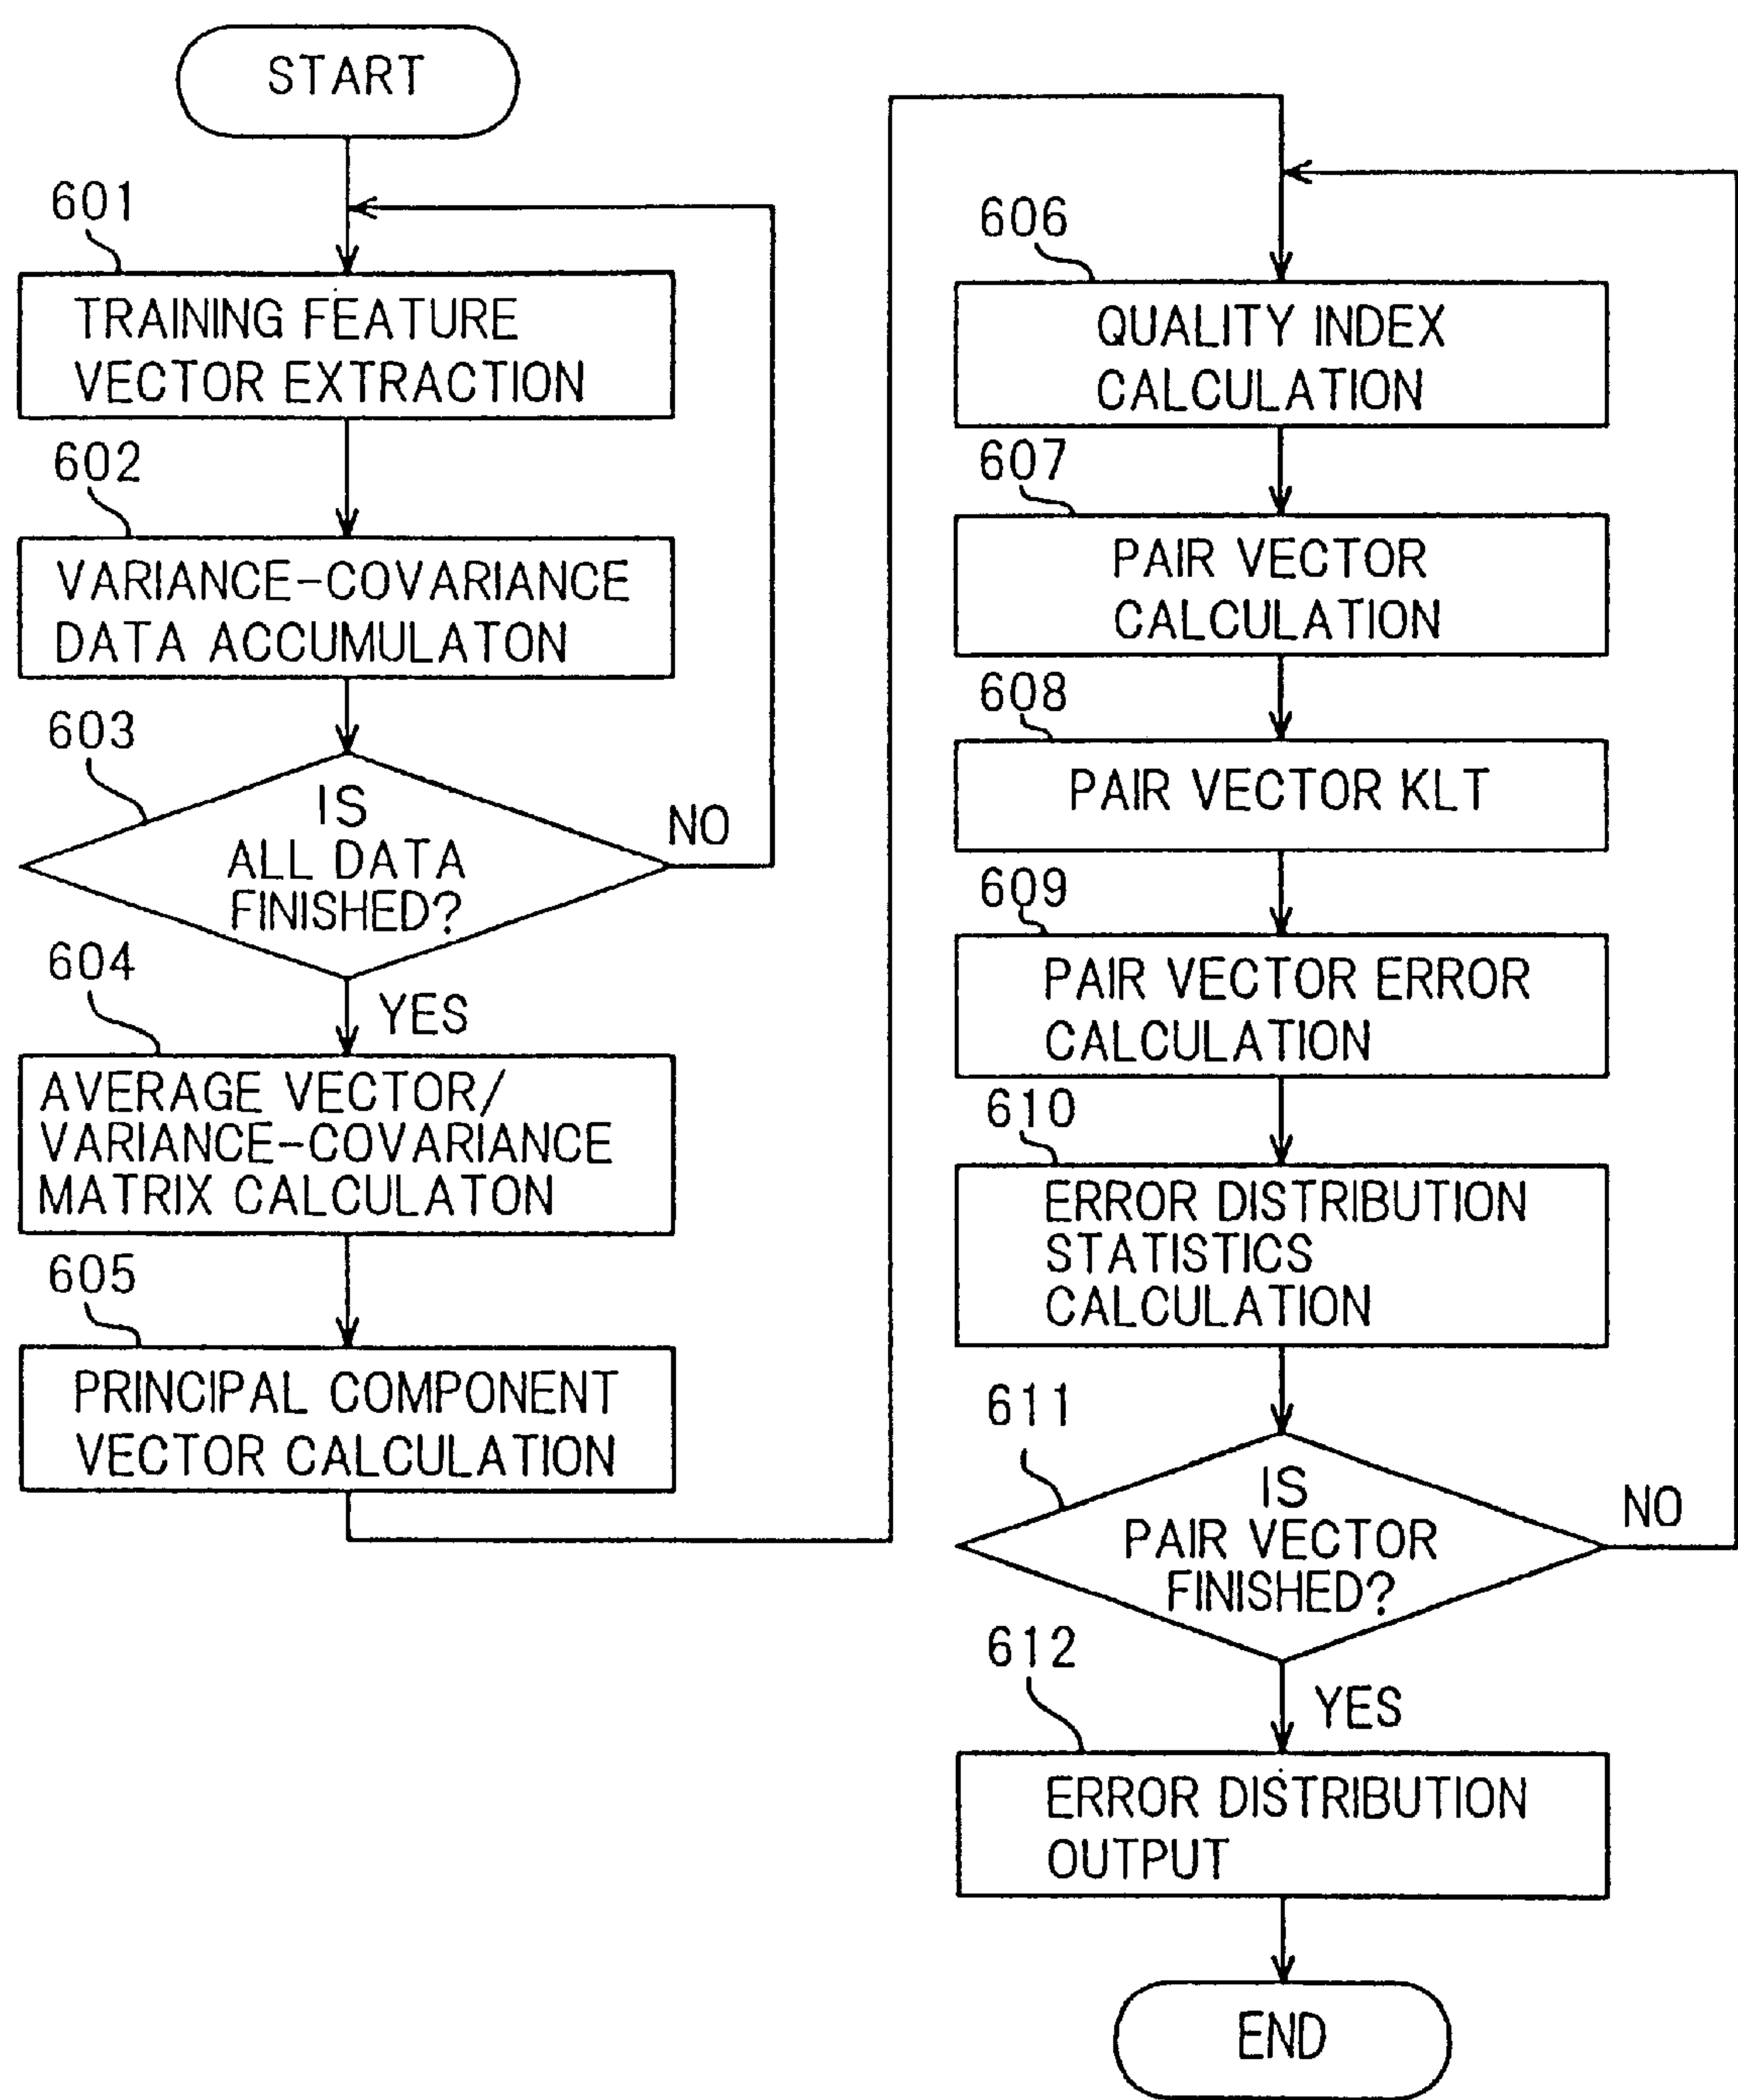 START
601
TRAINING FEATURE
VECTOR EXTRACTION
602
VARIANCE-COVARIANCE
DATA ACCUMULATON
603
IS
ALL DATA
FINISHED?
NO
YES
604
AVERAGE VECTOR/
VARIANCE-COVARIANCE
MATRIX CALCULATON
605
PRINCIPAL COMPONENT
VECTOR CALCULATION
606
QUALITY INDEX
CALCULATION
607
PAIR VECTOR
CALCULATION
608
PAIR VECTOR KLT
609
PAIR VECTOR ERROR
CALCULATION
610
ERROR DISTRIBUTION
STATISTICS
CALCULATION
611
IS
PAIR VECTOR
FINISHED?
NO
YES
612
ERROR DISTRIBUTION
OUTPUT
END